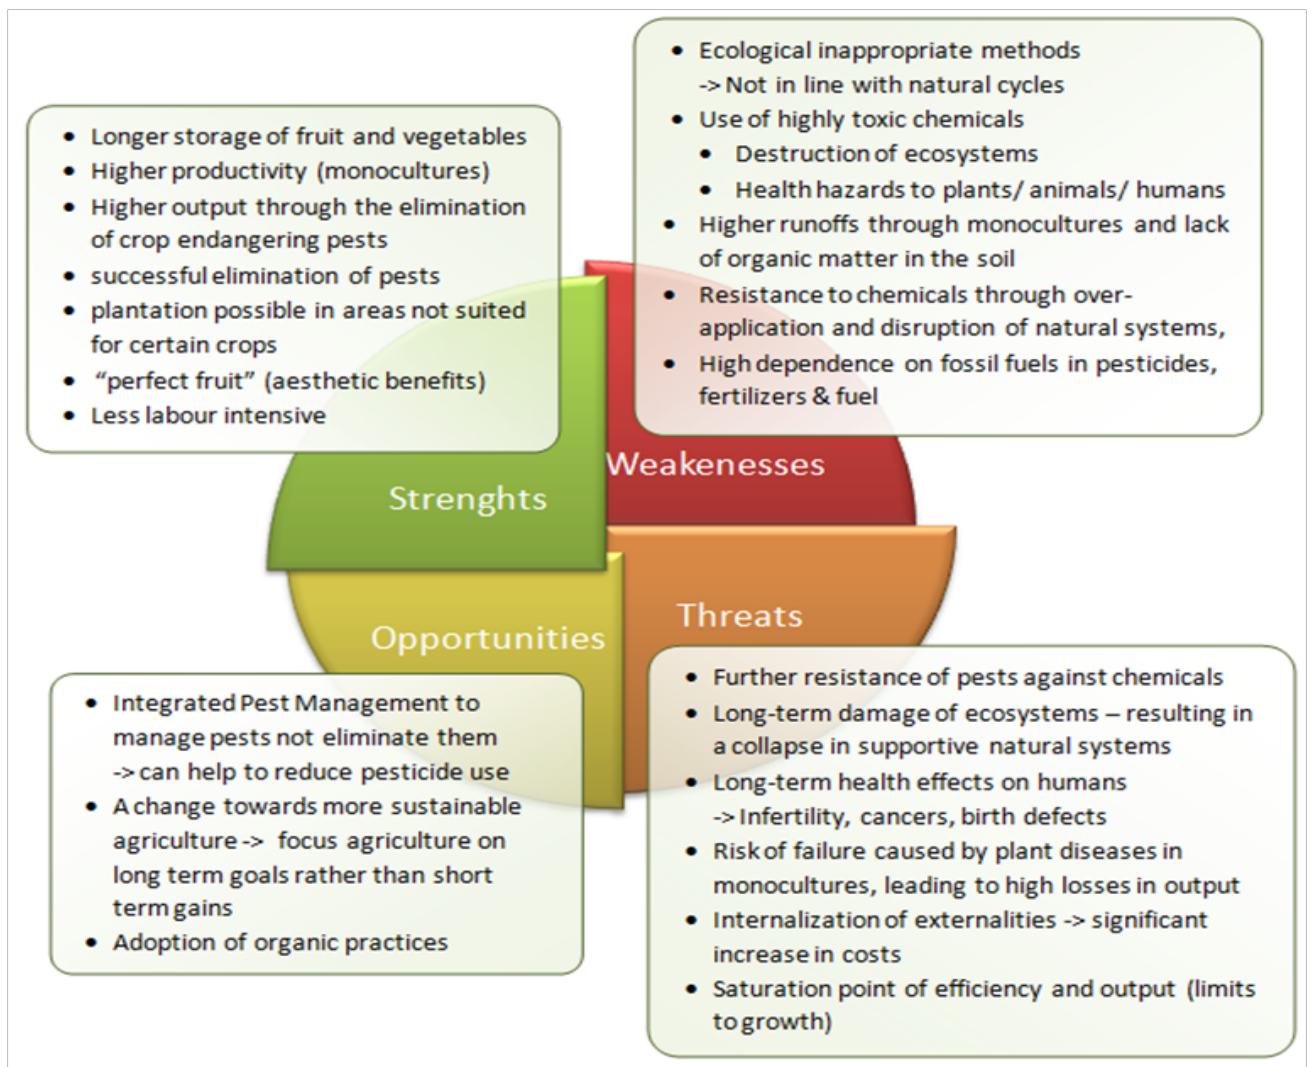 • Longer storage of fruit and vegetables
• Higher productivity (monocultures)
• Higher output through the elimination
of crop endangering pests
• successful elimination of pests
• plantation possible in areas not suited
for certain crops
• “perfect fruit” (aesthetic benefits)
• Less labour intensive
Strenghts
• Ecological inappropriate methods
-> Not in line with natural cycles
• Use of highly toxic chemicals
• Destruction of ecosystems
• Health hazards to plants/ animals/ humans
• Higher runoffs through monocultures and lack
of organic matter in the soil
• Resistance to chemicals through over-
application and disruption of natural systems,
• High dependence on fossil fuels in pesticides,
fertilizers & fuel
Weakenesses
Opportunities
• Integrated Pest Management to
manage pests not eliminate them
-> can help to reduce pesticide use
• A change towards more sustainable
agriculture -> focus agriculture on
long term goals rather than short
term gains
• Adoption of organic practices
Threats
• Further resistance of pests against chemicals
• Long-term damage of ecosystems – resulting in
a collapse in supportive natural systems
• Long-term health effects on humans
-> Infertility, cancers, birth defects
• Risk of failure caused by plant diseases in
monocultures, leading to high losses in output
• Internalization of externalities -> significant
increase in costs
• Saturation point of efficiency and output (limits
to growth)